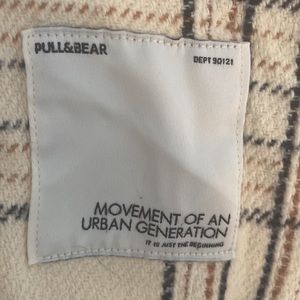 PULL&BEAR
DEPT 90121
MOVEMENT OF AN
URBAN GENERATION
IT IS JUST THE BEGINNING